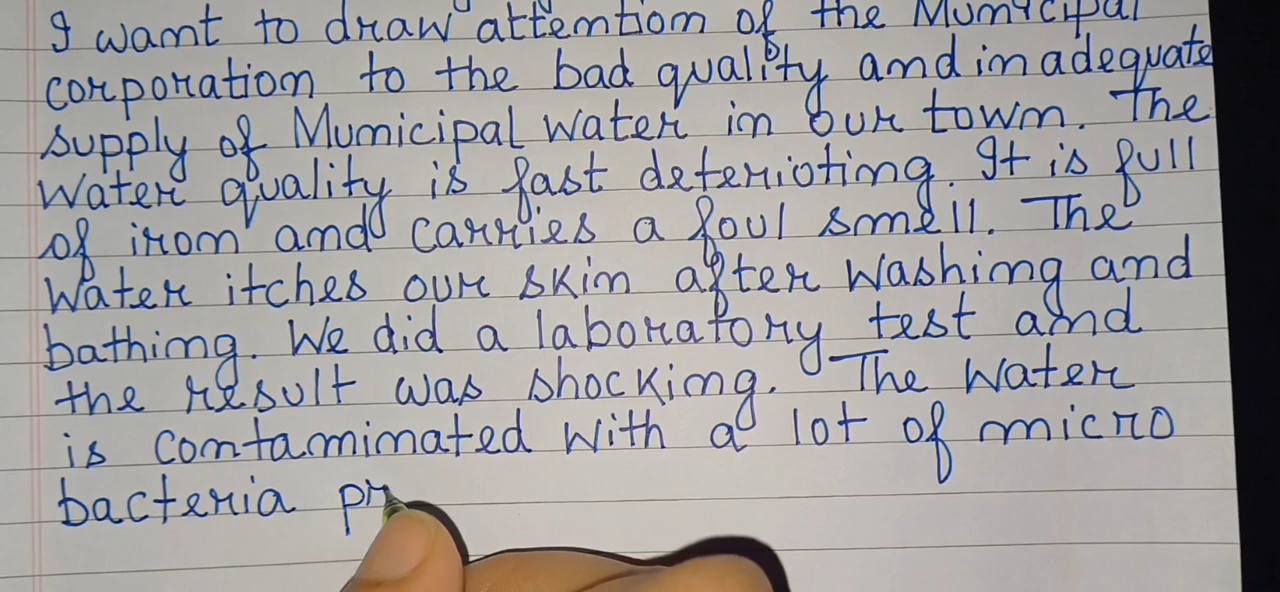 I want to draw attention of the Municipal
corporation to the bad quality and inadequate
supply of Municipal water in our town. The
water quality is fast deterioting. It is full
of iron and carries a foul smell. The
water itches our skin after washing and
bathing. We did a laboratory test and
the result was shocking. The water
is contaminated with a lot of micro
bacteria pr